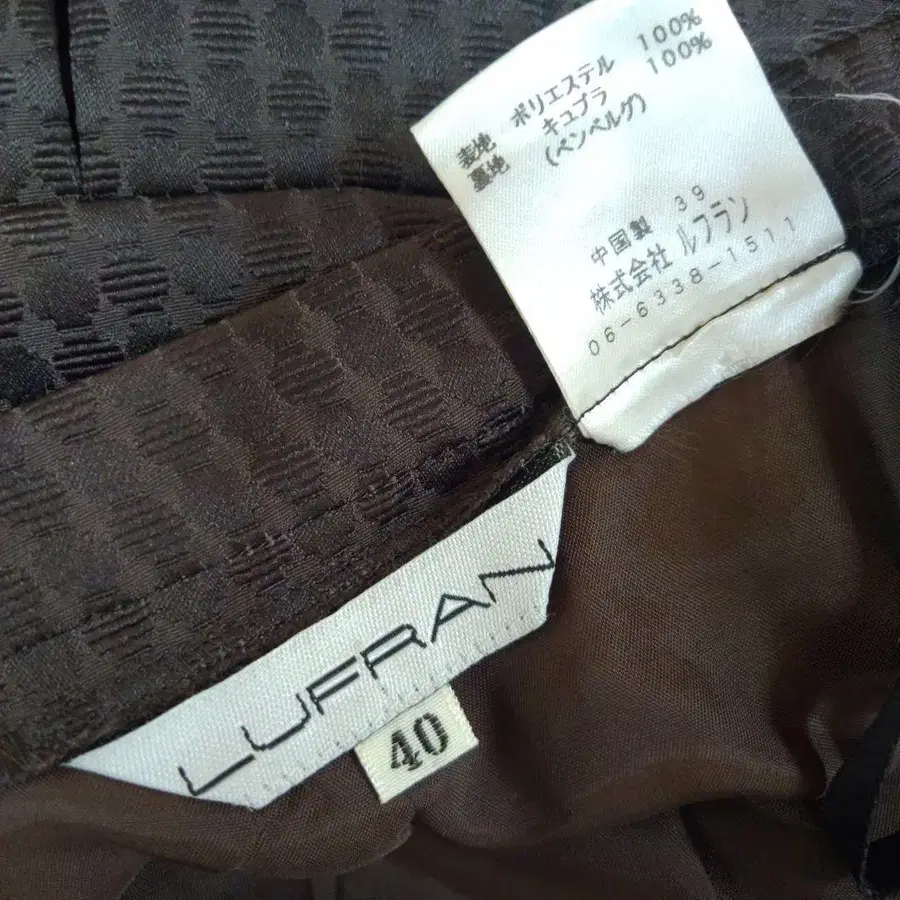 表地 ポリエステル 100%
裏地 キュプラ 100%
(ベンベルグ)
39
中国製
株式会社 ルフラン
06-6338-1511
LUFRAN
40